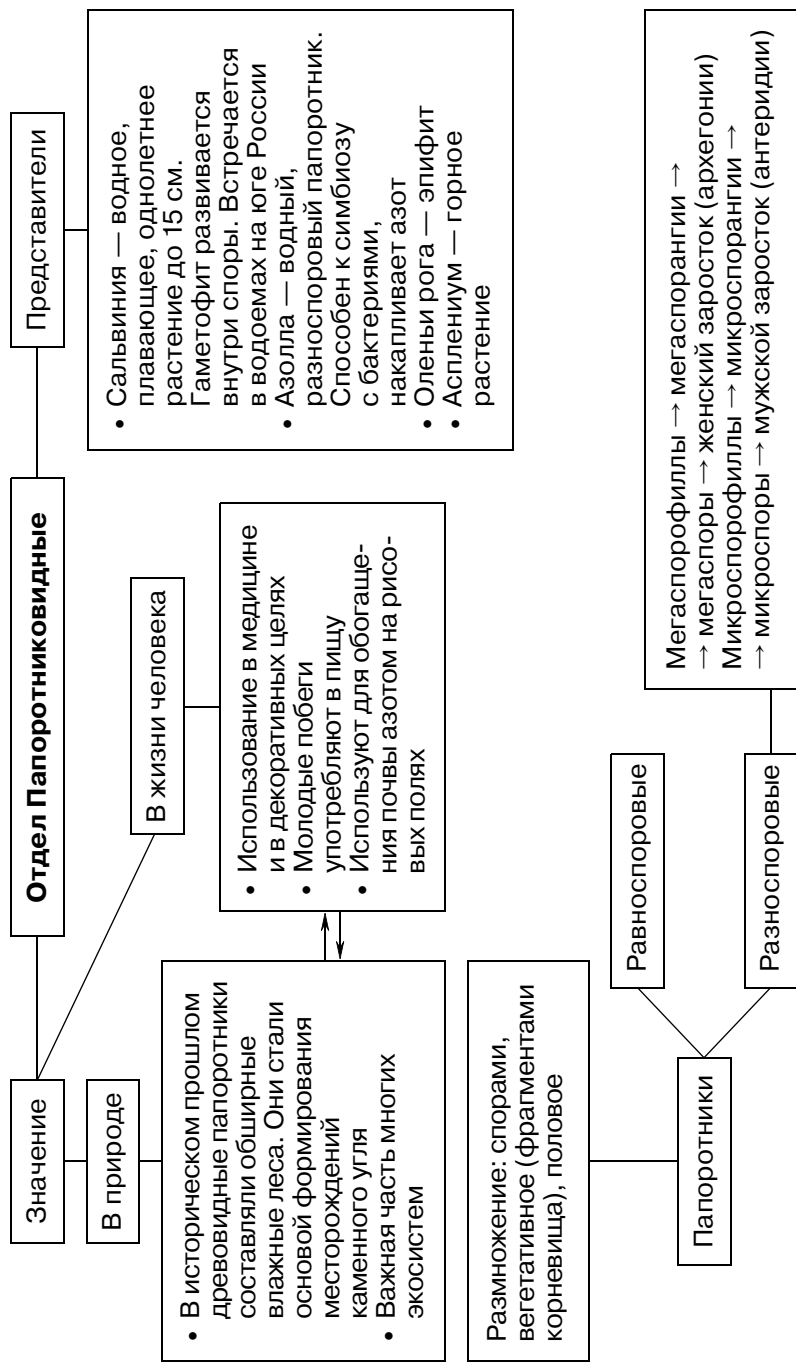 Отдел Папоротниковидные
Значение
Представители
В природе
В жизни человека
• В историческом прошлом
древовидные папоротники
составляли обширные
влажные леса. Они стали
основой формирования
месторождений
каменного угля
• Важная часть многих
экосистем
• Использование в медицине
и в декоративных целях
• Молодые побеги
употребляют в пищу
• Используют для обогаще-
ния почвы азотом на рисо-
вых полях
• Сальвиния — водное,
плавающее, однолетнее
растение до 15 см.
Гаметофит развивается
внутри споры. Встречается
в водоемах на юге России
• Азолла — водный,
разноспоровый папоротник.
Способен к симбиозу
с бактериями,
накапливает азот
• Оленьи рога — эпифит
• Асплениум — горное
растение
Размножение: спорами,
вегетативное (фрагментами
корневища), половое
Папоротники
Равноспоровые
Разноспоровые
Мегаспорофиллы → мегаспорангии →
→ мегаспоры → женский заросток (архегонии)
Микроспорофиллы → микроспорангии →
→ микроспоры → мужской заросток (антеридии)